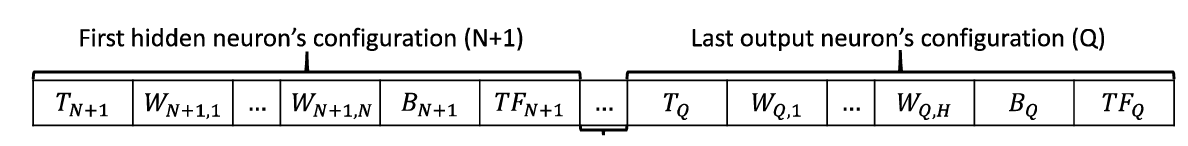 First hidden neuron's configuration (N+1) Last output neuron's configuration (Q)
T_{N+1} W_{N+1,1} ... W_{N+1,N} B_{N+1} TF_{N+1} ... T_Q W_{Q,1} ... W_{Q,H} B_Q TF_Q